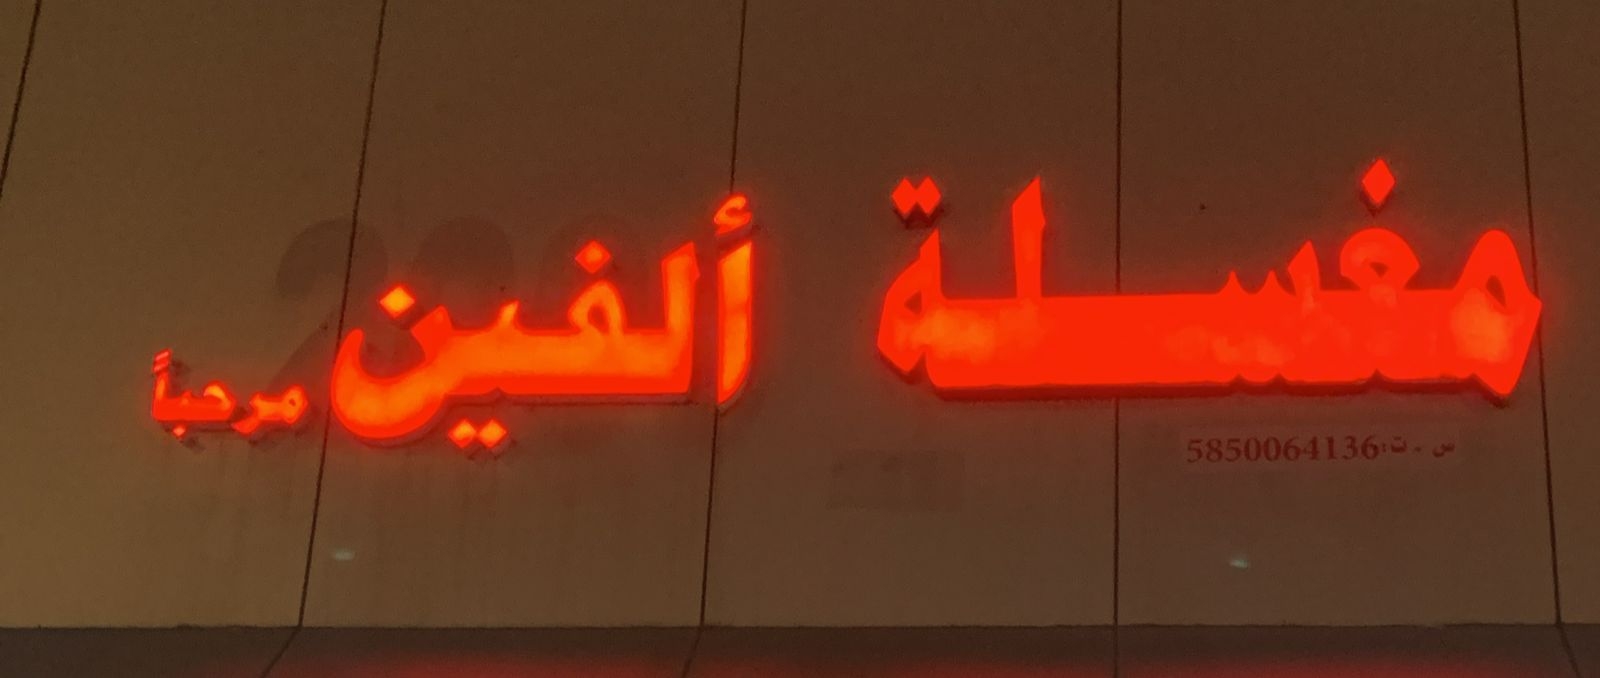 مغسلة ألفين مرحباً
س . ت: 5850064136